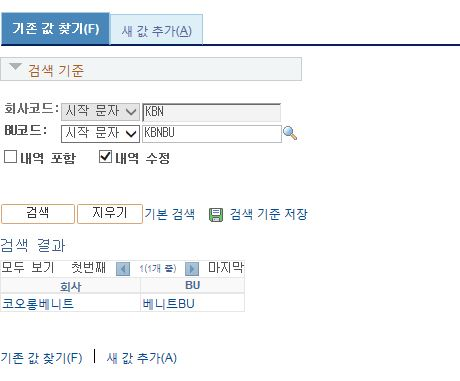 기존 값 찾기(F) 새 값 추가(A)
검색 기준
회사코드: 시작 문자 KBN
BU코드: 시작 문자 KBNBU
내역 포함 내역 수정
검색 지우기 기본 검색 검색 기준 저장
검색 결과
모두 보기 첫번째 1(1개 중) 마지막
회사 BU
코오롱베니트 베니트BU
기존 값 찾기(F) | 새 값 추가(A)